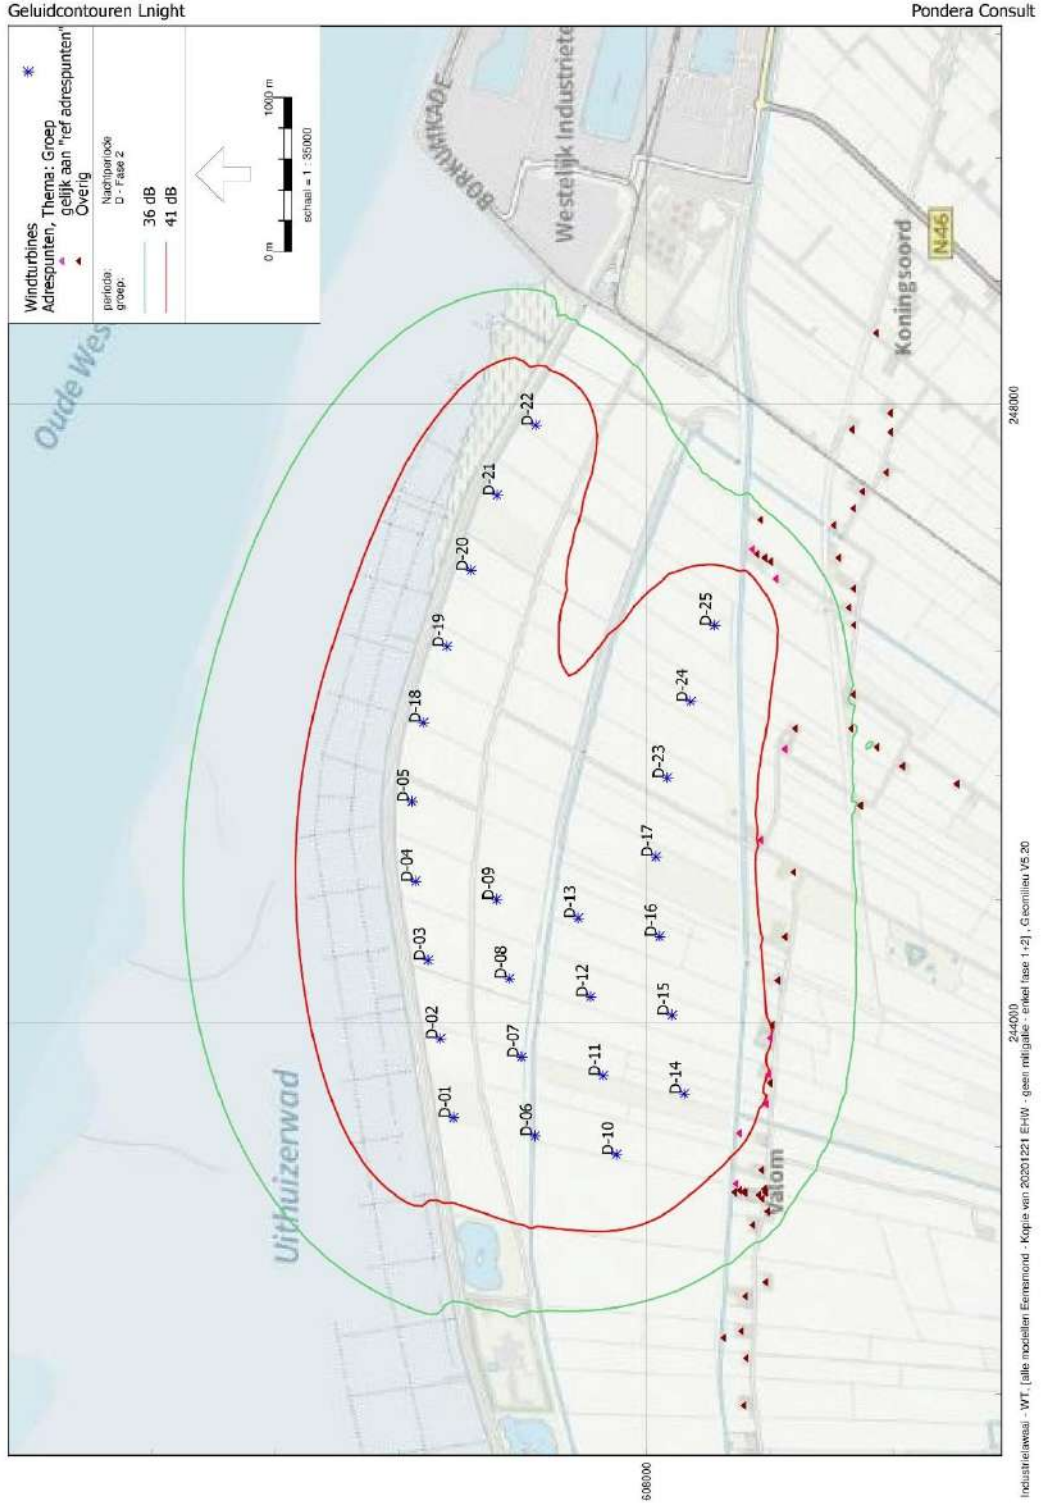 Geluidcontouren Lnight
Pondera Consult
Windturbines
Adrespunten, Thema: Groep
gelijk aan "ref adrespunten"
Overig
periode: Nachtperiode
groep: D - Fase 2
36 dB
41 dB
0 m 1000 m
schaal = 1 : 35000
Oude Wes
BORKUMKADE
Westelijk Industriete
N46
Koningsoord
Uithuizerwad
Valom
D-22
D-21
D-20
D-19
D-18
D-05
D-04
D-03
D-02
D-01
D-09
D-08
D-07
D-06
D-13
D-12
D-11
D-10
D-25
D-24
D-23
D-17
D-16
D-15
D-14
248000
244000
608000
Industrielawaai - WT, [alle modellen Eemsmond - Kopie van 20201221 EHW - geen mitigatie - enkel fase 1+2] , Geomilieu V5.20